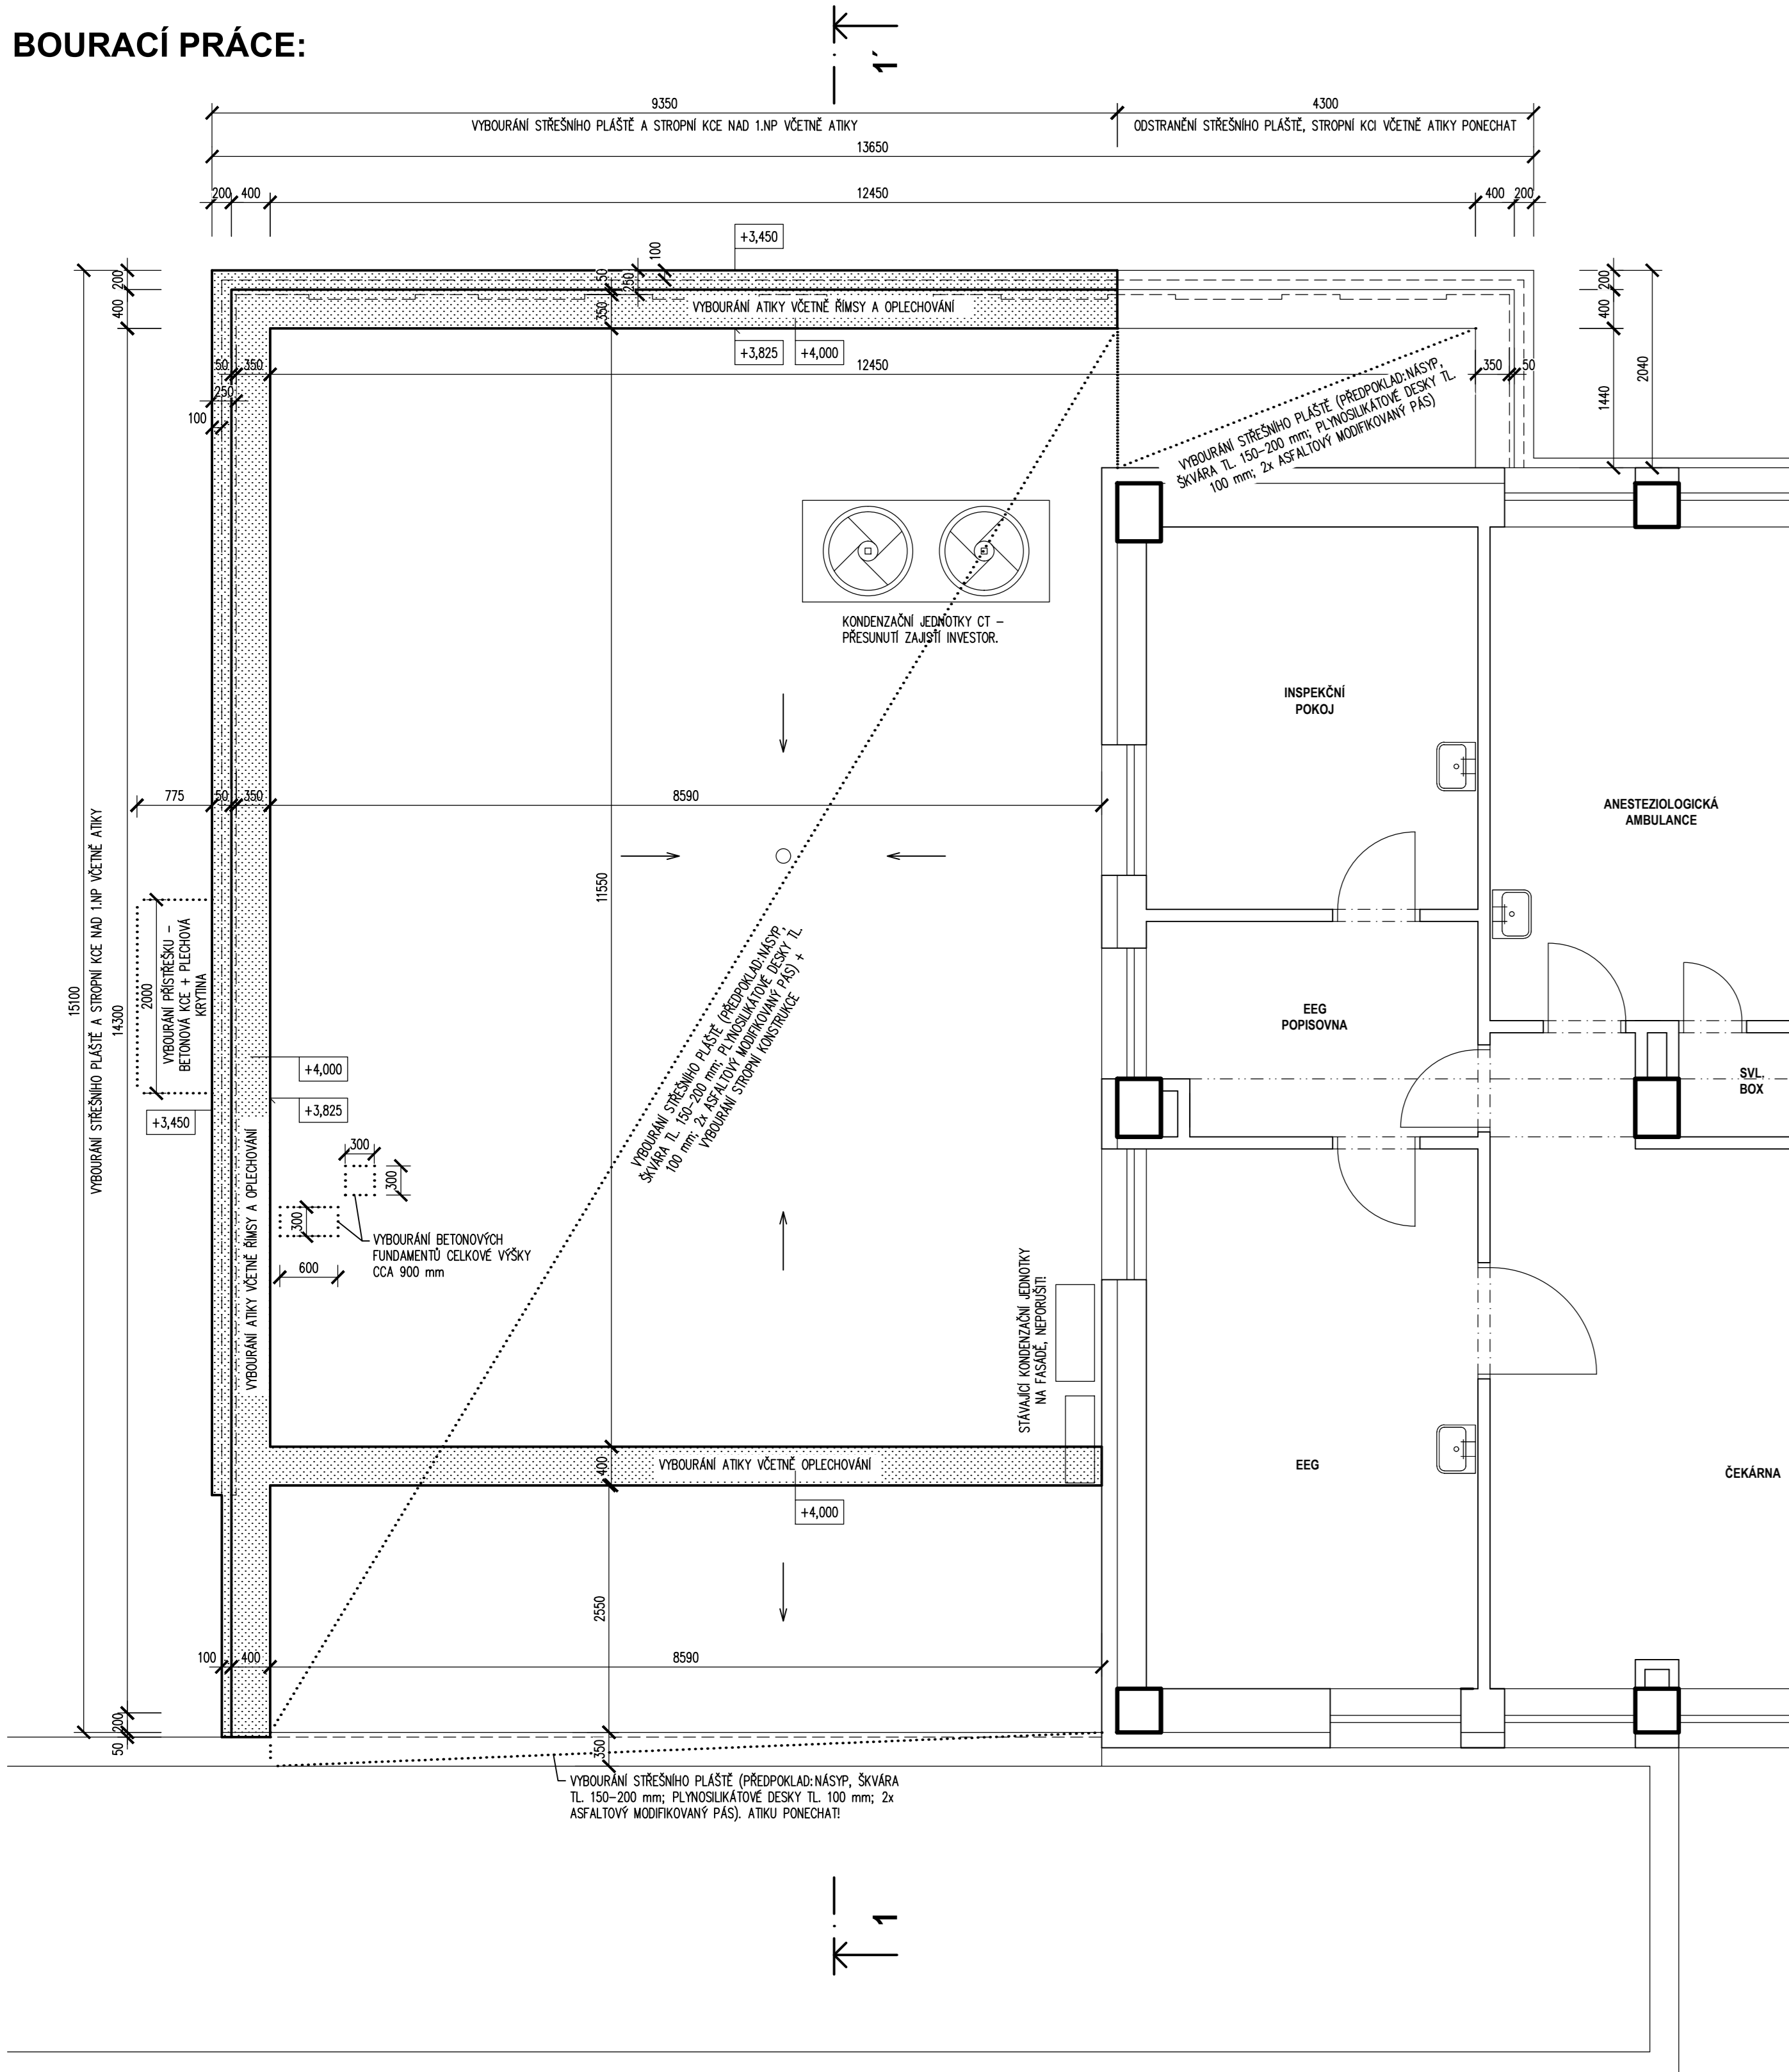 BOURACÍ PRÁCE:
1'
9350
4300
VYBOURÁNÍ STŘEŠNÍHO PLÁŠTĚ A STROPNÍ KCE NAD 1.NP VČETNĚ ATIKY
ODSTRANĚNÍ STŘEŠNÍHO PLÁŠTĚ, STROPNÍ KCI VČETNĚ ATIKY PONECHAT
13650
200
400
12450
400
200
+3,450
100
50
250
350
200
400
VYBOURÁNÍ ATIKY VČETNĚ ŘÍMSY A OPLECHOVÁNÍ
+3,825
+4,000
200
400
1440
2040
50
350
250
100
12450
350
50
VYBOURÁNÍ STŘEŠNÍHO PLÁŠTĚ (PŘEDPOKLAD:NÁSYP,
ŠKVÁRA TL. 150–200 mm; PLYNOSILIKÁTOVÉ DESKY TL.
100 mm; 2x ASFALTOVÝ MODIFIKOVANÝ PÁS)
KONDENZAČNÍ JEDNOTKY CT –
PŘESUNUTÍ ZAJISTÍ INVESTOR.
INSPEKČNÍ
POKOJ
ANESTEZIOLOGICKÁ
AMBULANCE
775
50
350
8590
11550
15100
VYBOURÁNÍ STŘEŠNÍHO PLÁŠTĚ A STROPNÍ KCE NAD 1.NP VČETNĚ ATIKY
14300
2000
VYBOURÁNÍ PŘÍSTŘEŠKU –
BETONOVÁ KCE + PLECHOVÁ
KRYTINA
VYBOURÁNÍ STŘEŠNÍHO PLÁŠTĚ (PŘEDPOKLAD:NÁSYP,
ŠKVÁRA TL. 150–200 mm; PLYNOSILIKÁTOVÉ DESKY TL.
100 mm; 2x ASFALTOVÝ MODIFIKOVANÝ PÁS) +
VYBOURÁNÍ STROPNÍ KONSTRUKCE
EEG
POPISOVNA
SVL.
BOX
+4,000
+3,825
+3,450
VYBOURÁNÍ ATIKY VČETNĚ ŘÍMSY A OPLECHOVÁNÍ
300
300
300
600
VYBOURÁNÍ BETONOVÝCH
FUNDAMENTŮ CELKOVÉ VÝŠKY
CCA 900 mm
STÁVAJÍCÍ KONDENZAČNÍ JEDNOTKY
NA FASÁDĚ, NEPORUŠIT!
400
VYBOURÁNÍ ATIKY VČETNĚ OPLECHOVÁNÍ
+4,000
EEG
ČEKÁRNA
2550
100
400
8590
200
50
350
VYBOURÁNÍ STŘEŠNÍHO PLÁŠTĚ (PŘEDPOKLAD:NÁSYP, ŠKVÁRA
TL. 150–200 mm; PLYNOSILIKÁTOVÉ DESKY TL. 100 mm; 2x
ASFALTOVÝ MODIFIKOVANÝ PÁS). ATIKU PONECHAT!
1